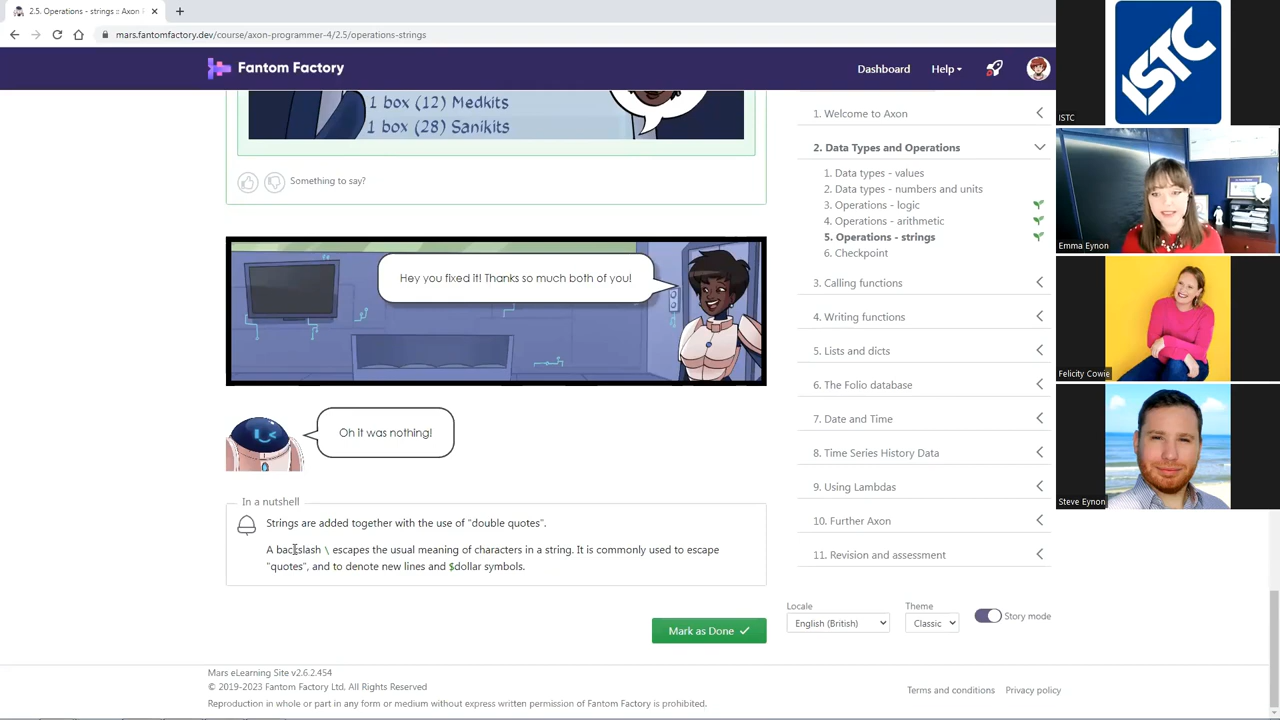 2.5. Operations - strings :: Axon
mars.fantomfactory.dev/course/axon-programmer-4/2.5/operations-strings
Fantom Factory
Dashboard
Help
1 box (12) Medkits
1 box (28) Sanikits
Something to say?
Hey you fixed it! Thanks so much both of you!
Oh it was nothing!
In a nutshell
Strings are added together with the use of "double quotes".
A backslash \ escapes the usual meaning of characters in a string. It is commonly used to escape
"quotes", and to denote new lines and $dollar symbols.
Mark as Done
1. Welcome to Axon
2. Data Types and Operations
1. Data types - values
2. Data types - numbers and units
3. Operations - logic
4. Operations - arithmetic
5. Operations - strings
6. Checkpoint
3. Calling functions
4. Writing functions
5. Lists and dicts
6. The Folio database
7. Date and Time
8. Time Series History Data
9. Using Lambdas
10. Further Axon
11. Revision and assessment
Locale
English (British)
Theme
Classic
Story mode
Mars eLearning Site v2.6.2.454
© 2019-2023 Fantom Factory Ltd, All Rights Reserved
Reproduction in whole or part in any form or medium without express written permission of Fantom Factory is prohibited.
Terms and conditions
Privacy policy
ISTC
ISTC
Emma Eynon
Felicity Cowie
Steve Eynon